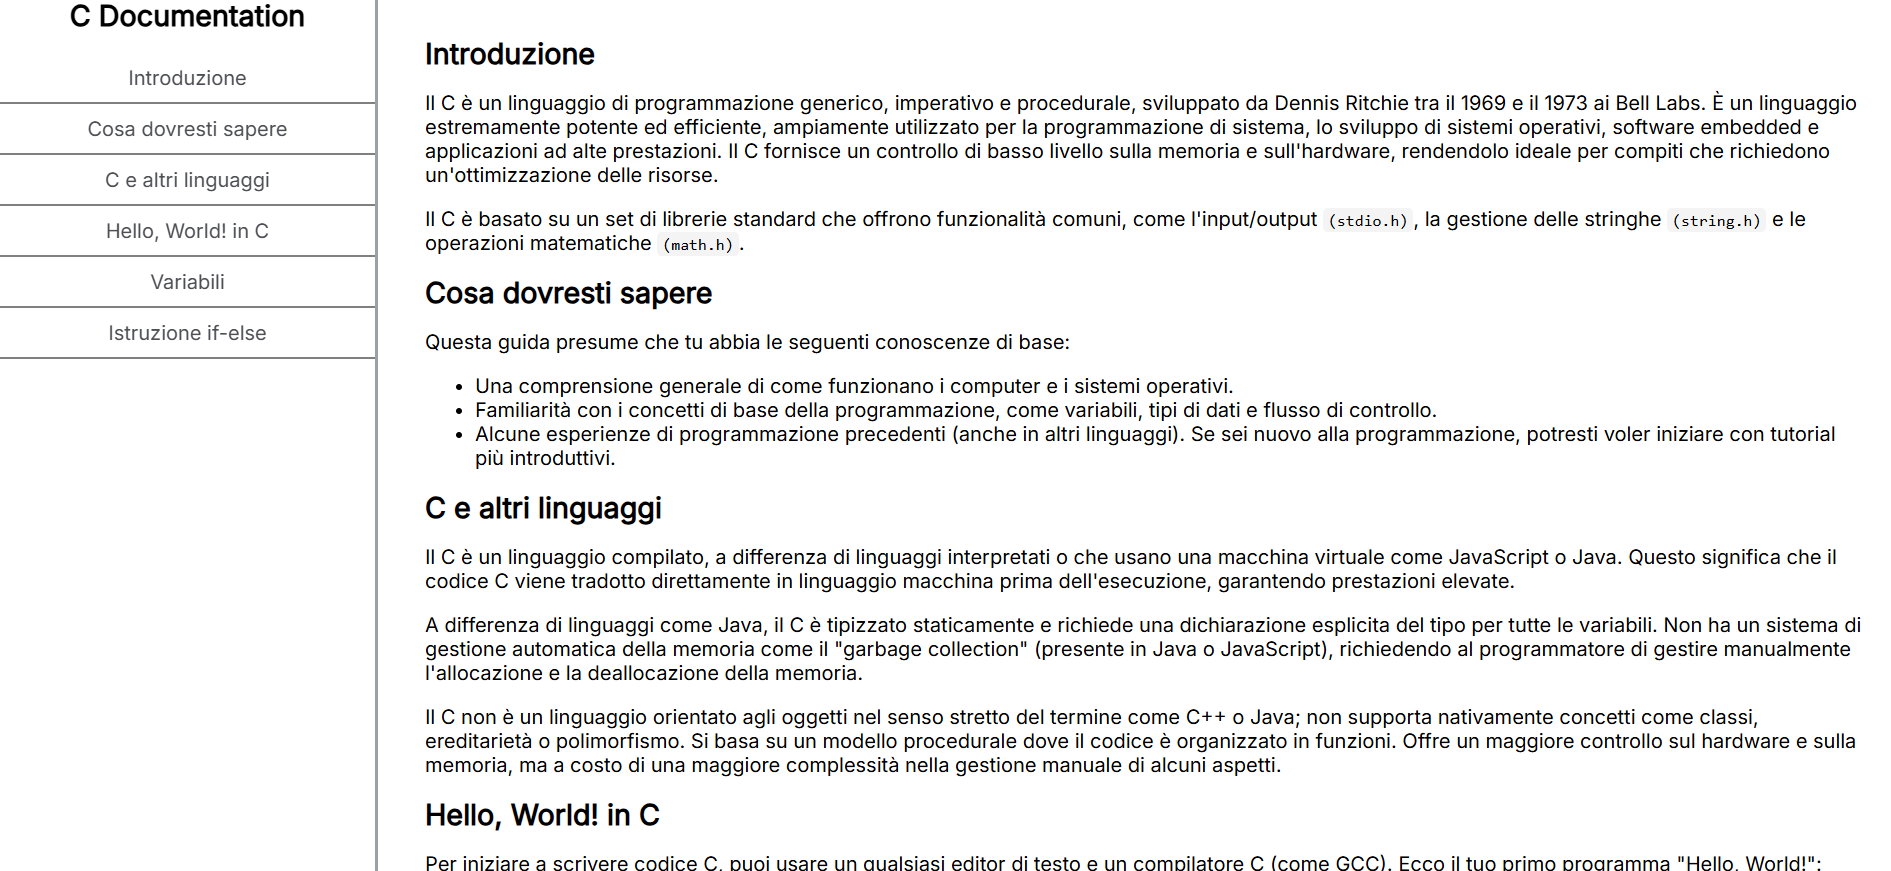 C Documentation
Introduzione
Cosa dovresti sapere
C e altri linguaggi
Hello, World! in C
Variabili
Istruzione if-else
Introduzione
Il C è un linguaggio di programmazione generico, imperativo e procedurale, sviluppato da Dennis Ritchie tra il 1969 e il 1973 ai Bell Labs. È un linguaggio
estremamente potente ed efficiente, ampiamente utilizzato per la programmazione di sistema, lo sviluppo di sistemi operativi, software embedded e
applicazioni ad alte prestazioni. Il C fornisce un controllo di basso livello sulla memoria e sull'hardware, rendendolo ideale per compiti che richiedono
un'ottimizzazione delle risorse.
Il C è basato su un set di librerie standard che offrono funzionalità comuni, come l'input/output (stdio.h), la gestione delle stringhe (string.h) e le
operazioni matematiche (math.h).
Cosa dovresti sapere
Questa guida presume che tu abbia le seguenti conoscenze di base:
• Una comprensione generale di come funzionano i computer e i sistemi operativi.
• Familiarità con i concetti di base della programmazione, come variabili, tipi di dati e flusso di controllo.
• Alcune esperienze di programmazione precedenti (anche in altri linguaggi). Se sei nuovo alla programmazione, potresti voler iniziare con tutorial
più introduttivi.
C e altri linguaggi
Il C è un linguaggio compilato, a differenza di linguaggi interpretati o che usano una macchina virtuale come JavaScript o Java. Questo significa che il
codice C viene tradotto direttamente in linguaggio macchina prima dell'esecuzione, garantendo prestazioni elevate.
A differenza di linguaggi come Java, il C è tipizzato staticamente e richiede una dichiarazione esplicita del tipo per tutte le variabili. Non ha un sistema di
gestione automatica della memoria come il "garbage collection" (presente in Java o JavaScript), richiedendo al programmatore di gestire manualmente
l'allocazione e la deallocazione della memoria.
Il C non è un linguaggio orientato agli oggetti nel senso stretto del termine come C++ o Java; non supporta nativamente concetti come classi,
ereditarietà o polimorfismo. Si basa su un modello procedurale dove il codice è organizzato in funzioni. Offre un maggiore controllo sul hardware e sulla
memoria, ma a costo di una maggiore complessità nella gestione manuale di alcuni aspetti.
Hello, World! in C
Per iniziare a scrivere codice C, puoi usare un qualsiasi editor di testo e un compilatore C (come GCC). Ecco il tuo primo programma "Hello, World!":